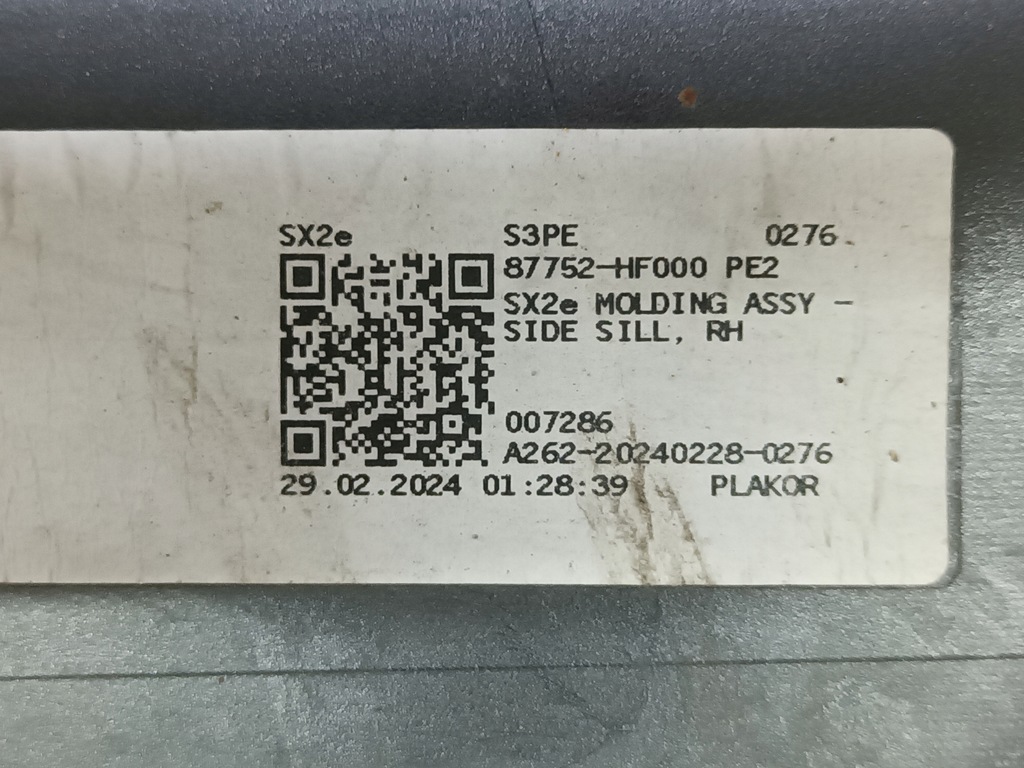 SX2e S3PE 0276
87752-HF000 PE2
SX2e MOLDING ASSY -
SIDE SILL, RH
007286
A262-20240228-0276
29.02.2024 01:28:39 PLAKOR